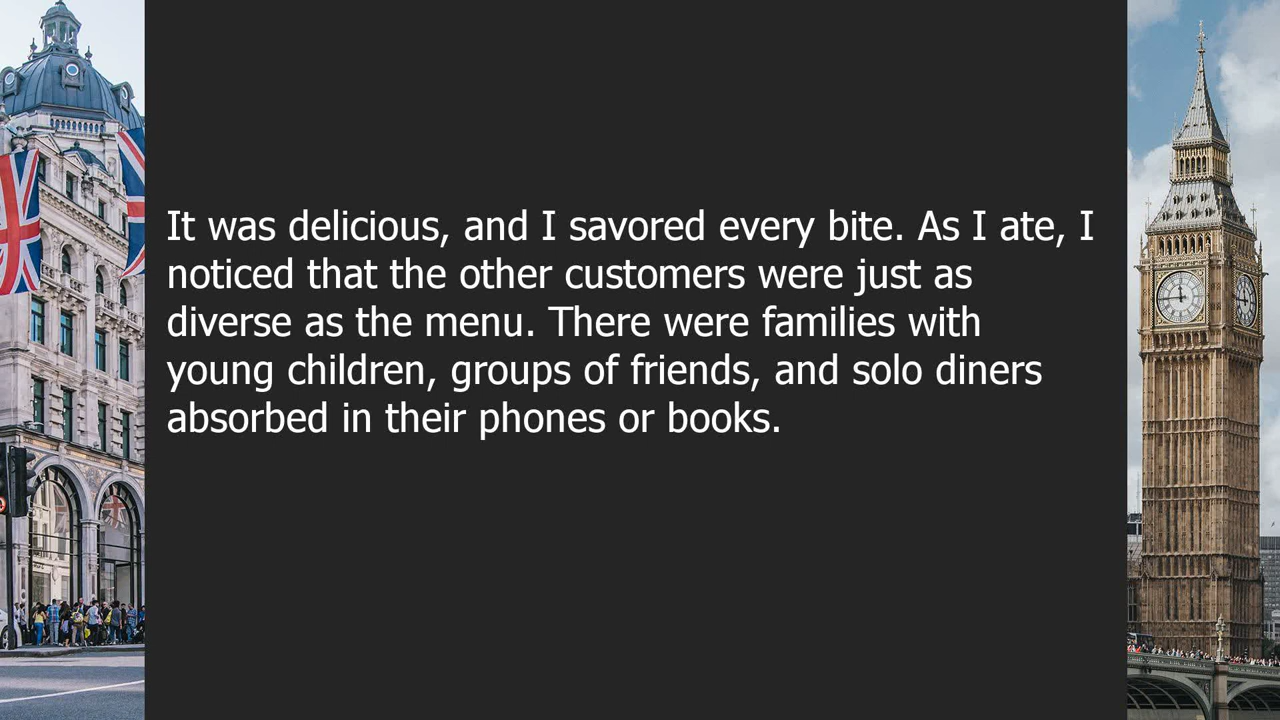 It was delicious, and I savored every bite. As I ate, I
noticed that the other customers were just as
diverse as the menu. There were families with
young children, groups of friends, and solo diners
absorbed in their phones or books.